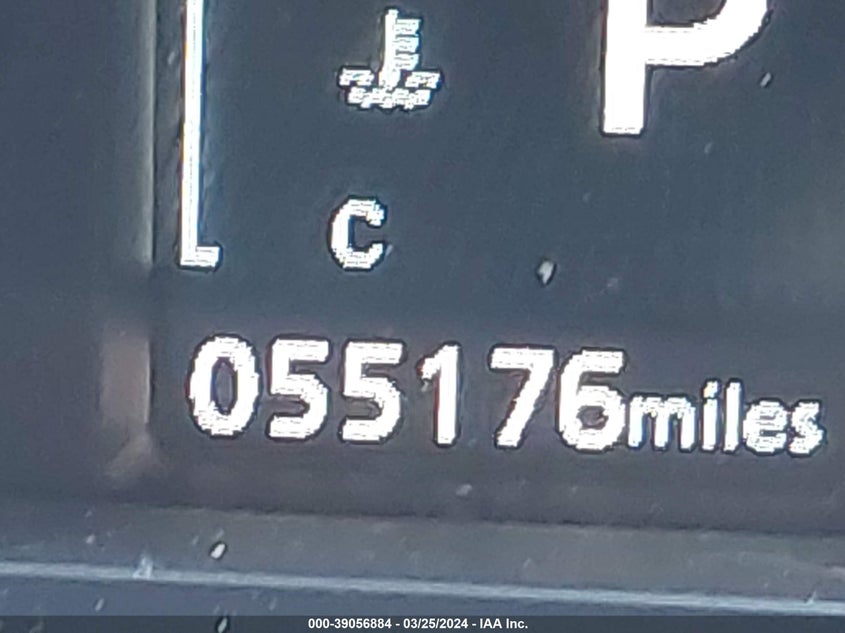 P
C
055176miles
000-39056884 - 03/25/2024 - IAA Inc.